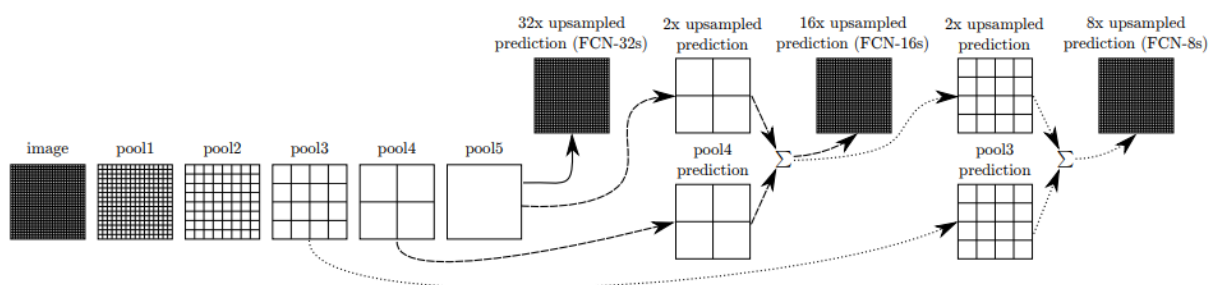 32x upsampled
prediction (FCN-32s)
2x upsampled
prediction
16x upsampled
prediction (FCN-16s)
2x upsampled
prediction
8x upsampled
prediction (FCN-8s)
image
pool1
pool2
pool3
pool4
pool5
pool4
prediction
∑
pool3
prediction
∑